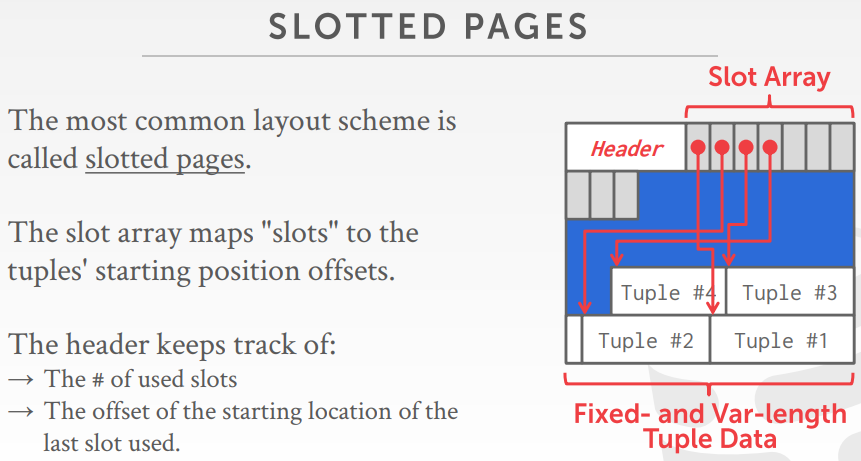 SLOTTED PAGES
The most common layout scheme is
called slotted pages.
The slot array maps "slots" to the
tuples' starting position offsets.
The header keeps track of:
→ The # of used slots
→ The offset of the starting location of the
last slot used.
Slot Array
Header
Tuple #4
Tuple #3
Tuple #2
Tuple #1
Fixed- and Var-length
Tuple Data